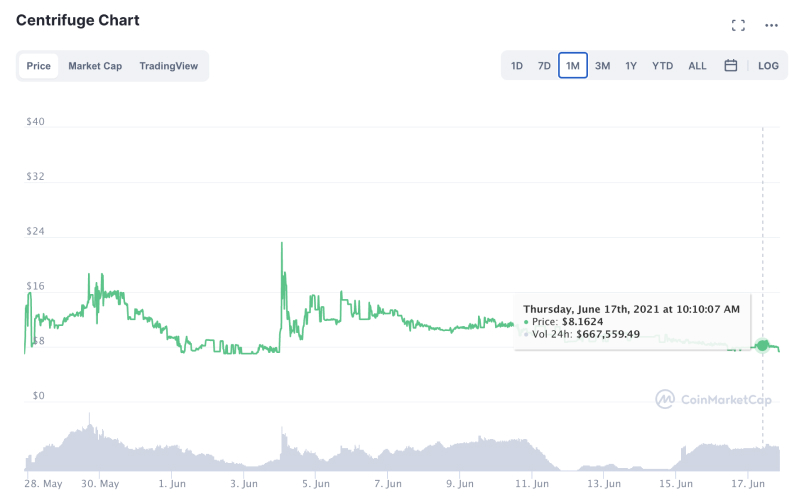 Centrifuge Chart
Price Market Cap TradingView
1D 7D 1M 3M 1Y YTD ALL LOG
$40
$32
$24
$16
$8
$0
Thursday, June 17th, 2021 at 10:10:07 AM
Price: $8.1624
Vol 24h: $667,559.49
CoinMarketCap
28. May 30. May 1. Jun 3. Jun 5. Jun 7. Jun 9. Jun 11. Jun 13. Jun 15. Jun 17. Jun